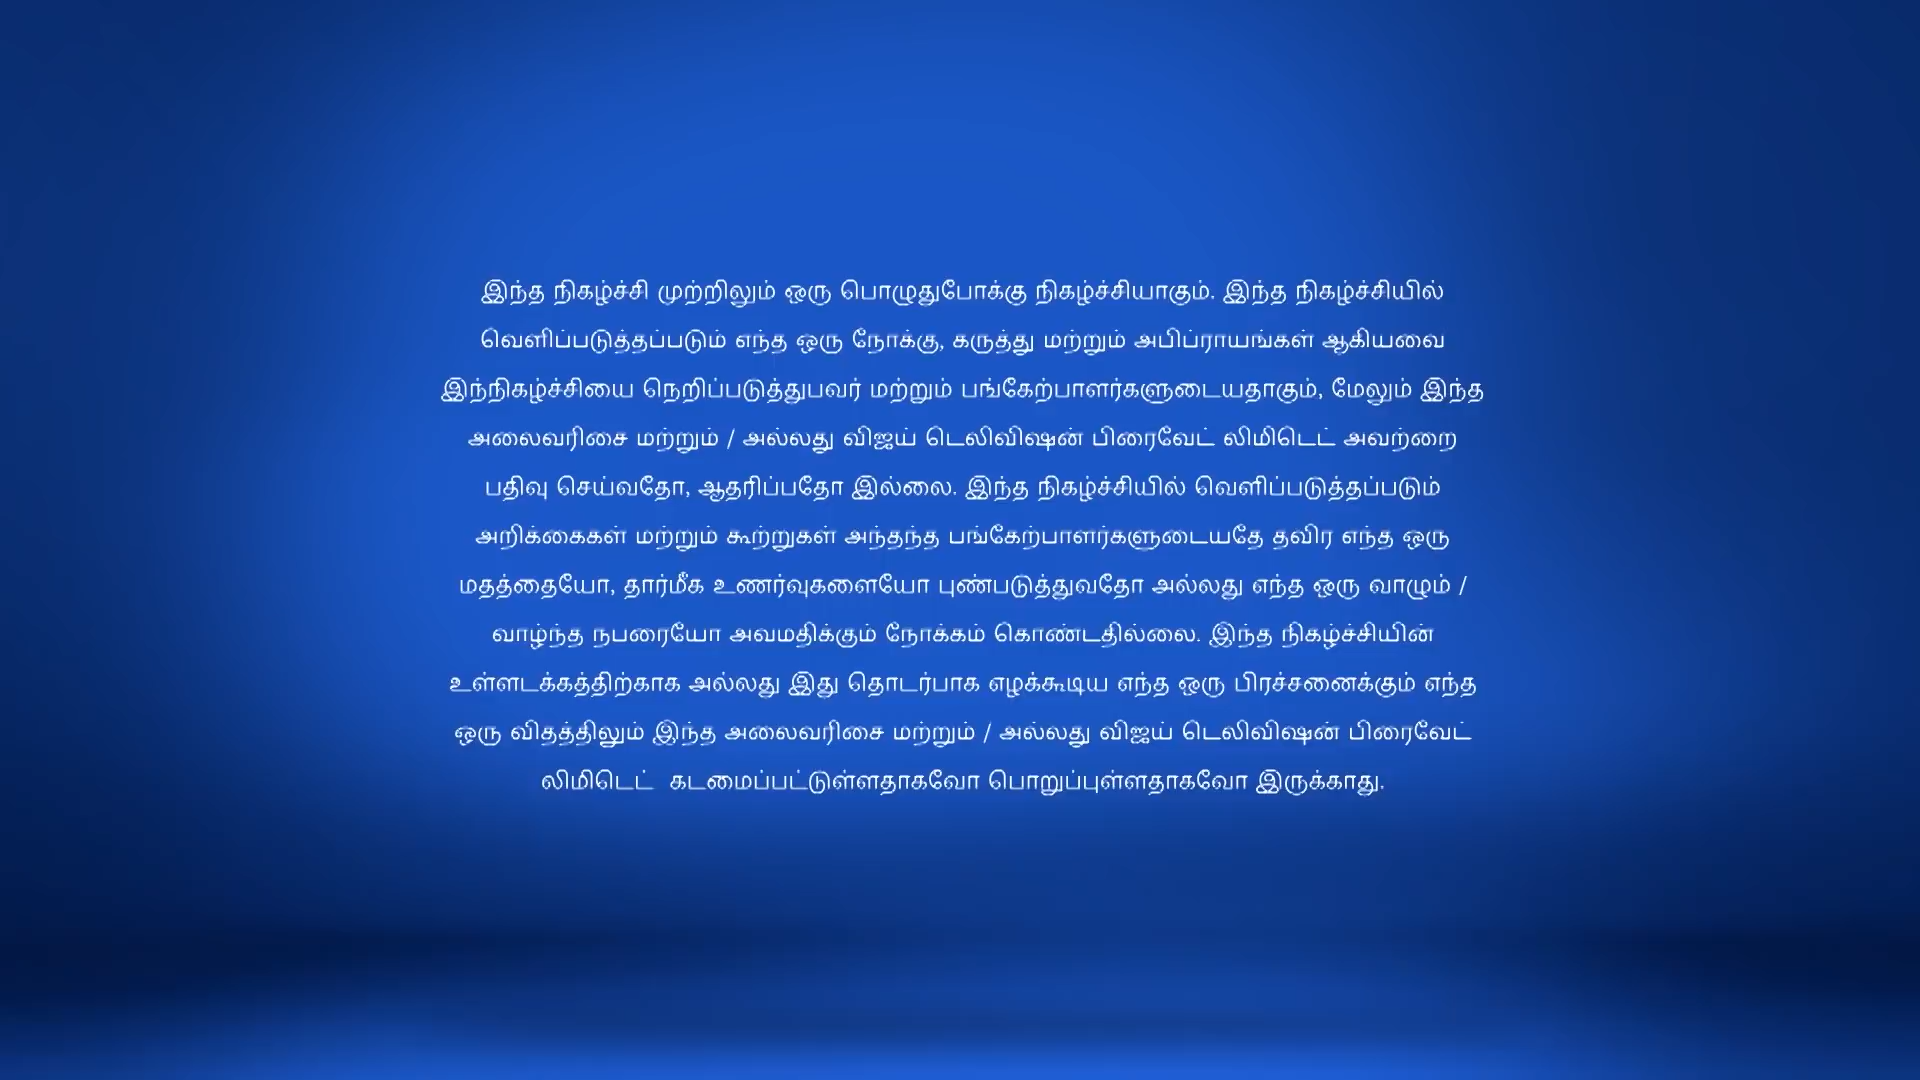 இந்த நிகழ்ச்சி முற்றிலும் ஒரு பொழுதுபோக்கு நிகழ்ச்சியாகும். இந்த நிகழ்ச்சியில்
வெளிப்படுத்தப்படும் எந்த ஒரு நோக்கு, கருத்து மற்றும் அபிப்ராயங்கள் ஆகியவை
இந்நிகழ்ச்சியை நெறிப்படுத்துபவர் மற்றும் பங்கேற்பாளர்களுடையதாகும், மேலும் இந்த
அலைவரிசை மற்றும் / அல்லது விஜய் டெலிவிஷன் பிரைவேட் லிமிடெட் அவற்றை
பதிவு செய்வதோ, ஆதரிப்பதோ இல்லை. இந்த நிகழ்ச்சியில் வெளிப்படுத்தப்படும்
அறிக்கைகள் மற்றும் கூற்றுகள் அந்தந்த பங்கேற்பாளர்களுடையதே தவிர எந்த ஒரு
மதத்தையோ, தார்மீக உணர்வுகளையோ புண்படுத்துவதோ அல்லது எந்த ஒரு வாழும் /
வாழ்ந்த நபரையோ அவமதிக்கும் நோக்கம் கொண்டதில்லை. இந்த நிகழ்ச்சியின்
உள்ளடக்கத்திற்காக அல்லது இது தொடர்பாக எழக்கூடிய எந்த ஒரு பிரச்சனைக்கும் எந்த
ஒரு விதத்திலும் இந்த அலைவரிசை மற்றும் / அல்லது விஜய் டெலிவிஷன் பிரைவேட்
லிமிடெட் கடமைப்பட்டுள்ளதாகவோ பொறுப்புள்ளதாகவோ இருக்காது.